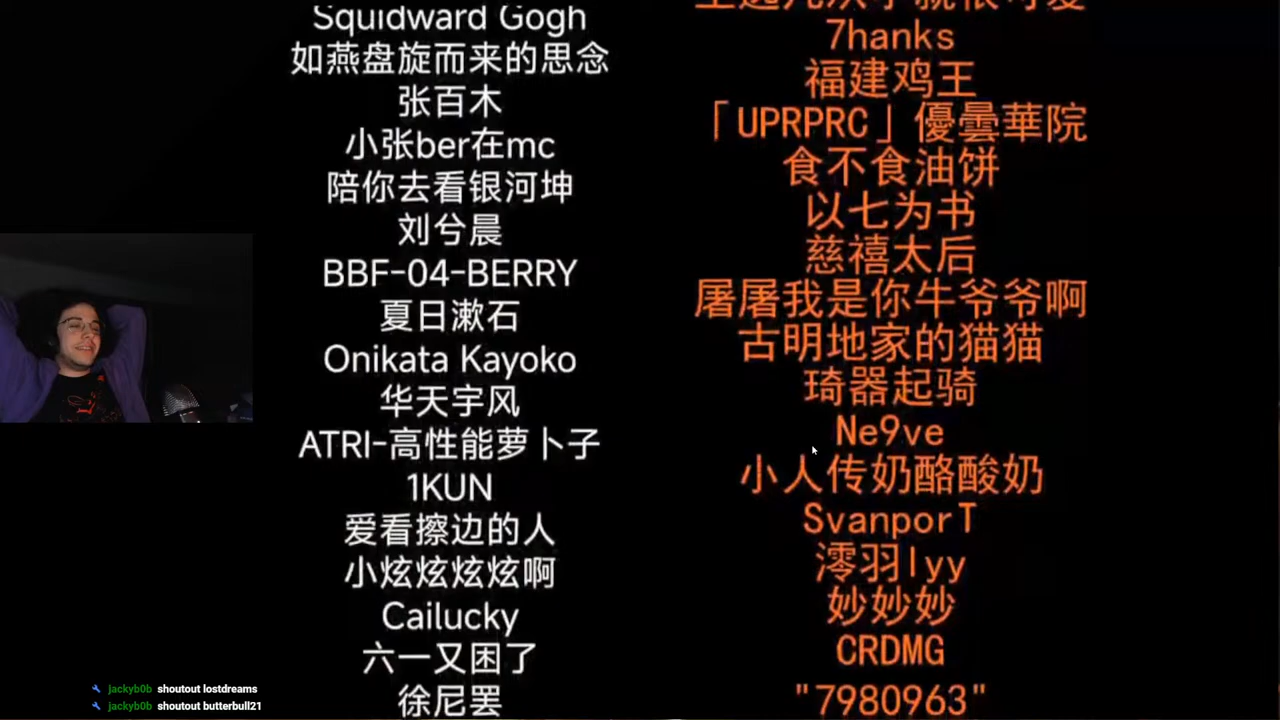 Squidward Gogh
如燕盘旋而来的思念
张百木
小张ber在mc
陪你去看银河坤
刘兮晨
BBF-04-BERRY
夏日漱石
Onikata Kayoko
华天宇风
ATRI-高性能萝卜子
1KUN
爱看擦边的人
小炫炫炫炫啊
Cailucky
六一又困了
徐尼罢
7hanks
福建鸡王
「UPRPRC」優曇華院
食不食油饼
以七为书
慈禧太后
屠屠我是你牛爷爷啊
古明地家的猫猫
琦器起骑
Ne9ve
小人传奶酪酸奶
SvanporT
澪羽lyy
妙妙妙
CRDMG
"7980963"
jackyb0b shoutout lostdreams
jackyb0b shoutout butterbull21